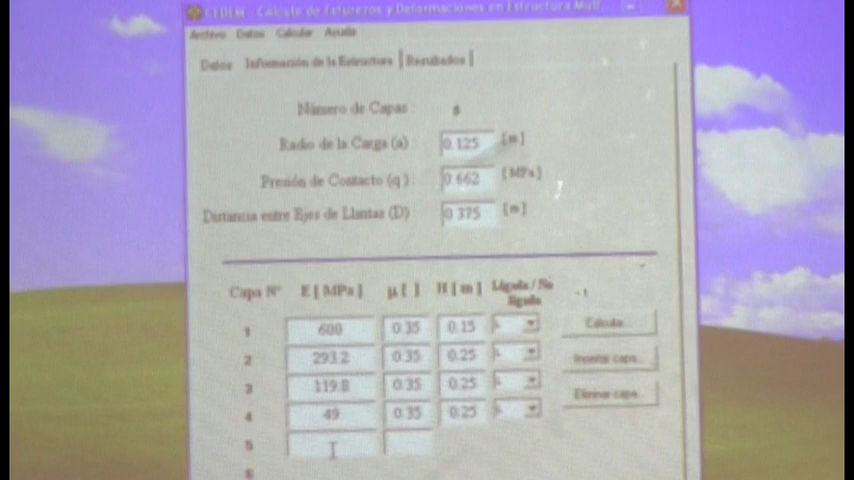 CEDEM - Calculo de Esfuerzos y Deformaciones en Estructura Mult...
Archivo Datos Calcular Ayuda
Datos Información de la Estructura Resultados
Número de Capas
Radio de la Carga (a) 0.125 [m]
Presión de Contacto (q) 0.662 [MPa]
Distancia entre Ejes de Llantas (D) 0.375 [m]
Capa Nº E [ MPa ] μ [ ] H [ m ] Ligada / No ligada
1 600 0.35 0.15 L Calcular...
2 293.2 0.35 0.25 L Insertar capa...
3 119.8 0.35 0.25 L Eliminar capa...
4 49 0.35 0.25 L
5
6